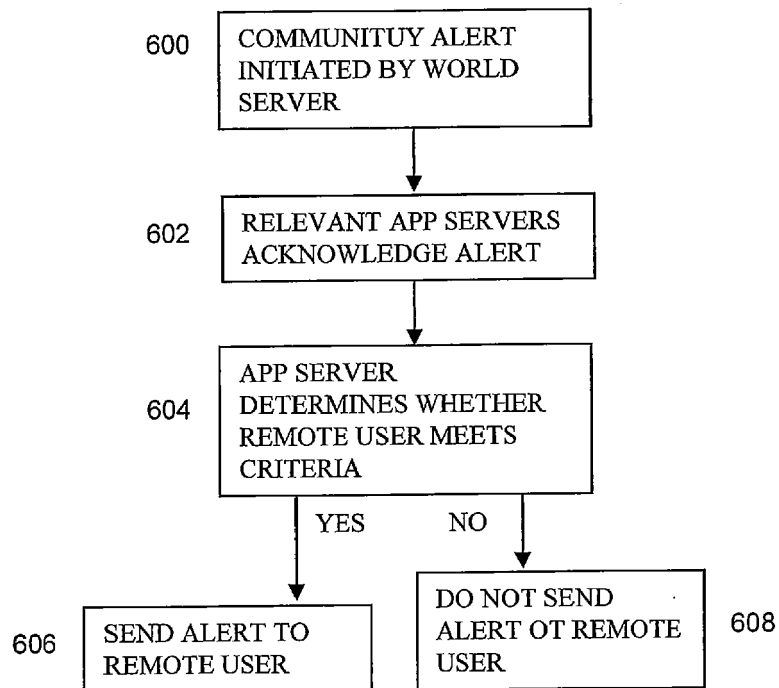 600
COMMUNITUY ALERT
INITIATED BY WORLD
SERVER
602
RELEVANT APP SERVERS
ACKNOWLEDGE ALERT
604
APP SERVER
DETERMINES WHETHER
REMOTE USER MEETS
CRITERIA
YES
NO
606
SEND ALERT TO
REMOTE USER
DO NOT SEND
ALERT OT REMOTE
USER
608